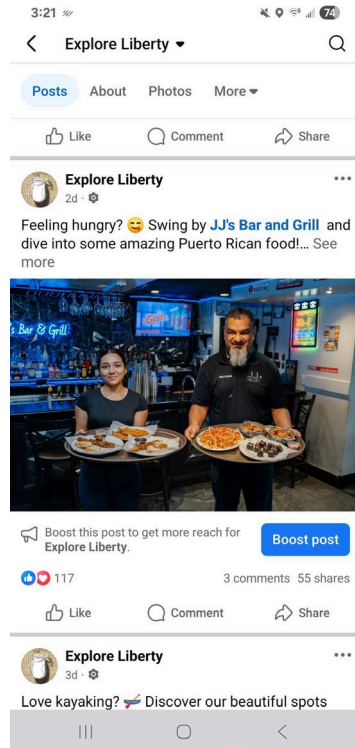 3:21
74
Explore Liberty
Posts About Photos More
Like Comment Share
Explore Liberty
2d
Feeling hungry? 😋 Swing by JJ's Bar and Grill and
dive into some amazing Puerto Rican food!... See
more
s Bar & Grill
Boost this post to get more reach for
Explore Liberty.
Boost post
117
3 comments 55 shares
Like Comment Share
Explore Liberty
3d
Love kayaking? 🚣 Discover our beautiful spots